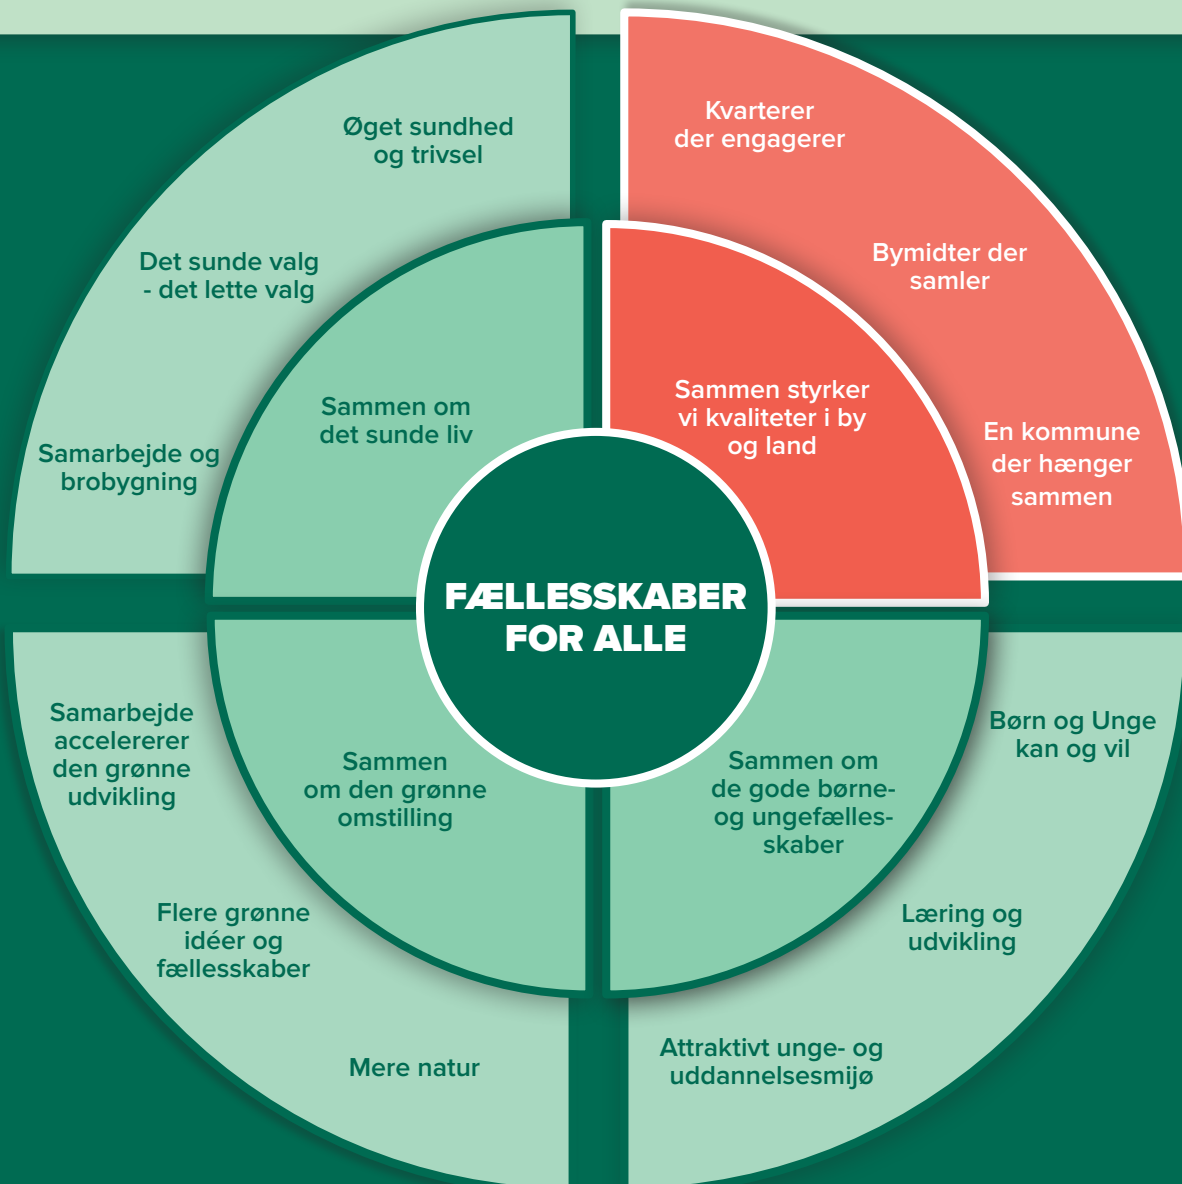 Øget sundhed
og trivsel
Det sunde valg
- det lette valg
Samarbejde og
brobygning
Sammen om
det sunde liv
Kvarterer
der engagerer
Bymidter der
samler
En kommune
der hænger
sammen
Sammen styrker
vi kvaliteter i by
og land
FÆLLESSKABER
FOR ALLE
Samarbejde
accelererer
den grønne
udvikling
Flere grønne
idéer og
fællesskaber
Mere natur
Sammen
om den grønne
omstilling
Sammen om
de gode børne-
og ungefælles-
skaber
Børn og Unge
kan og vil
Læring og
udvikling
Attraktivt unge- og
uddannelsesmijø